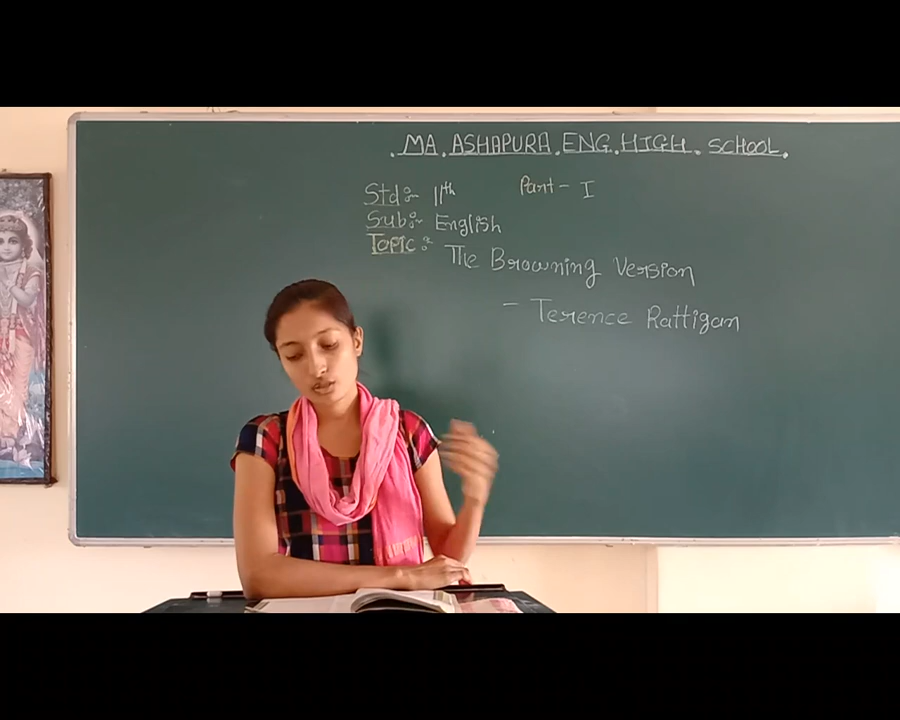 MA. ASHAPURA. ENG. HIGH. SCHOOL.
Std:- 11th Part - I
Sub:- English
Topic :- The Browning Version
- Terence Rattigan